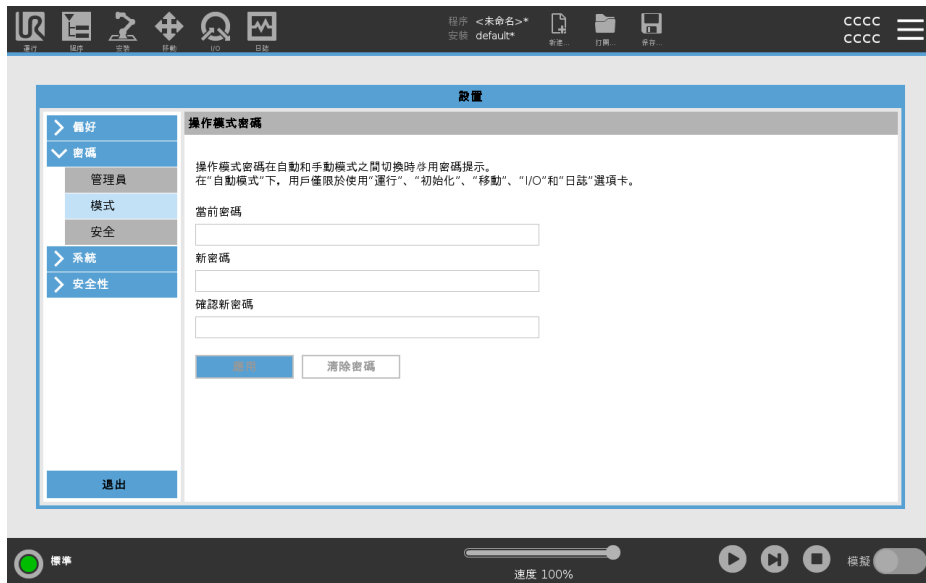 運行 程序 安裝 移動 I/O 日誌
程序 <未命名>*
安裝 default*
新建... 打開... 保存...
CCCC
CCCC
設置
偏好
密碼
管理員
模式
安全
系統
安全性
退出
操作模式密碼
操作模式密碼在自動和手動模式之間切換時啓用密碼提示。
在"自動模式"下，用戶僅限於使用"運行"、"初始化"、"移動"、"I/O"和"日誌"選項卡。
當前密碼
新密碼
確認新密碼
應用 清除密碼
標準
速度 100%
模擬